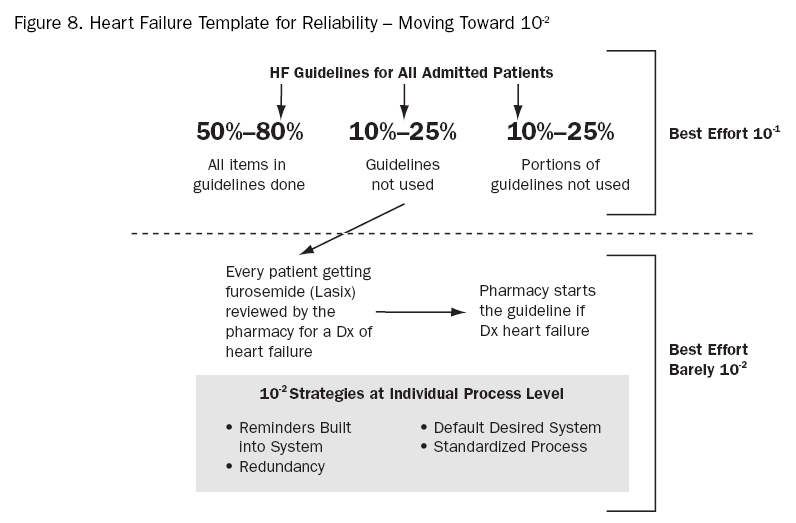 Figure 8. Heart Failure Template for Reliability – Moving Toward 10⁻²
HF Guidelines for All Admitted Patients
50%–80%
All items in
guidelines done
10%–25%
Guidelines
not used
10%–25%
Portions of
guidelines not used
Best Effort 10⁻¹
Every patient getting
furosemide (Lasix)
reviewed by the
pharmacy for a Dx of
heart failure
Pharmacy starts
the guideline if
Dx heart failure
Best Effort
Barely 10⁻²
10⁻² Strategies at Individual Process Level
• Reminders Built
into System
• Redundancy
• Default Desired System
• Standardized Process